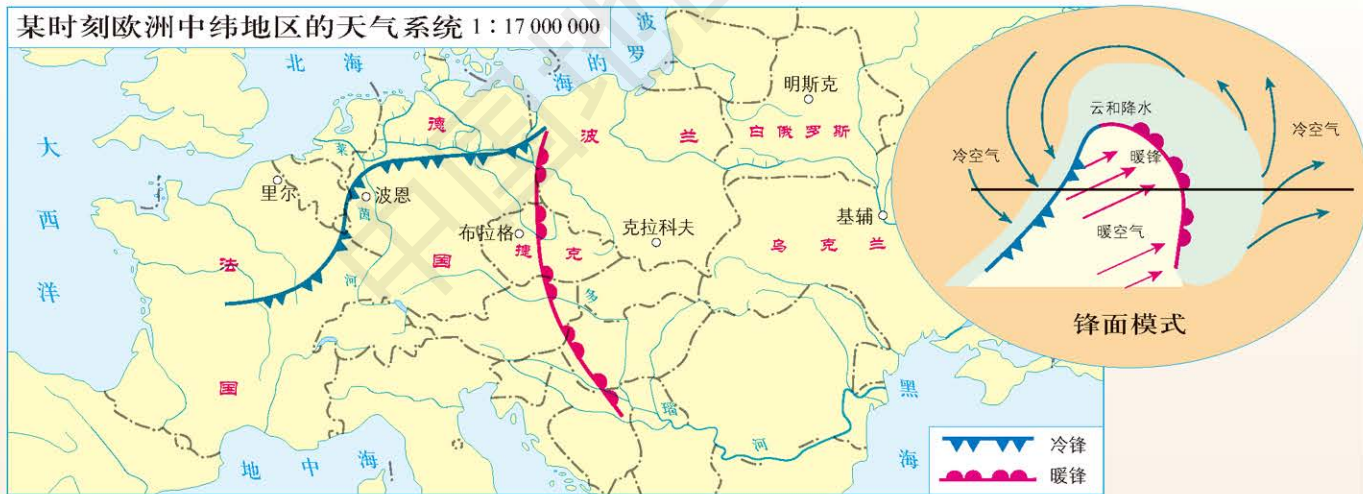 某时刻欧洲中纬地区的天气系统 1:17 000 000
北海
波罗的海
明斯克
白俄罗斯
德
波兰
大西洋
莱
里尔
波恩
茵
布拉格
捷克
克拉科夫
基辅
乌克兰
法
国
河
多
国
瑙
河
黑海
地中海
冷锋
暖锋
云和降水
冷空气
冷空气
暖锋
暖空气
锋面模式
中国地